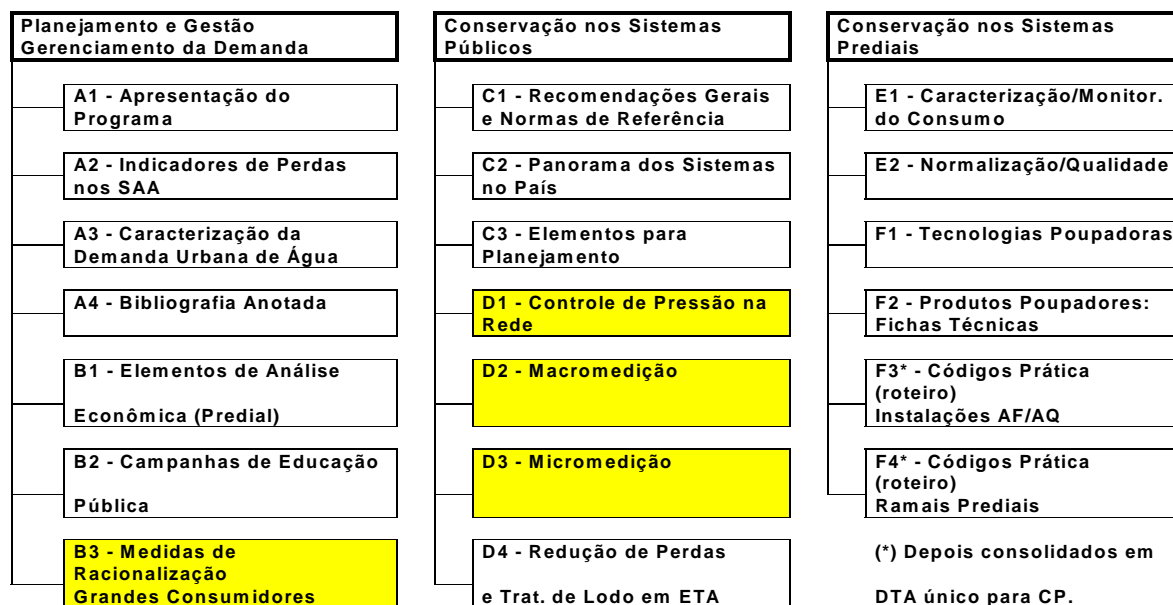 Planejamento e Gestão
Gerenciamento da Demanda
A1 - Apresentação do
Programa
A2 - Indicadores de Perdas
nos SAA
A3 - Caracterização da
Demanda Urbana de Água
A4 - Bibliografia Anotada
B1 - Elementos de Análise
Econômica (Predial)
B2 - Campanhas de Educação
Pública
B3 - Medidas de
Racionalização
Grandes Consumidores
Conservação nos Sistemas
Públicos
C1 - Recomendações Gerais
e Normas de Referência
C2 - Panorama dos Sistemas
no País
C3 - Elementos para
Planejamento
D1 - Controle de Pressão na
Rede
D2 - Macromedição
D3 - Micromedição
D4 - Redução de Perdas
e Trat. de Lodo em ETA
Conservação nos Sistemas
Prediais
E1 - Caracterização/Monitor.
do Consumo
E2 - Normalização/Qualidade
F1 - Tecnologias Poupadoras
F2 - Produtos Poupadores:
Fichas Técnicas
F3* - Códigos Prática
(roteiro)
Instalações AF/AQ
F4* - Códigos Prática
(roteiro)
Ramais Prediais
(*) Depois consolidados em
DTA único para CP.